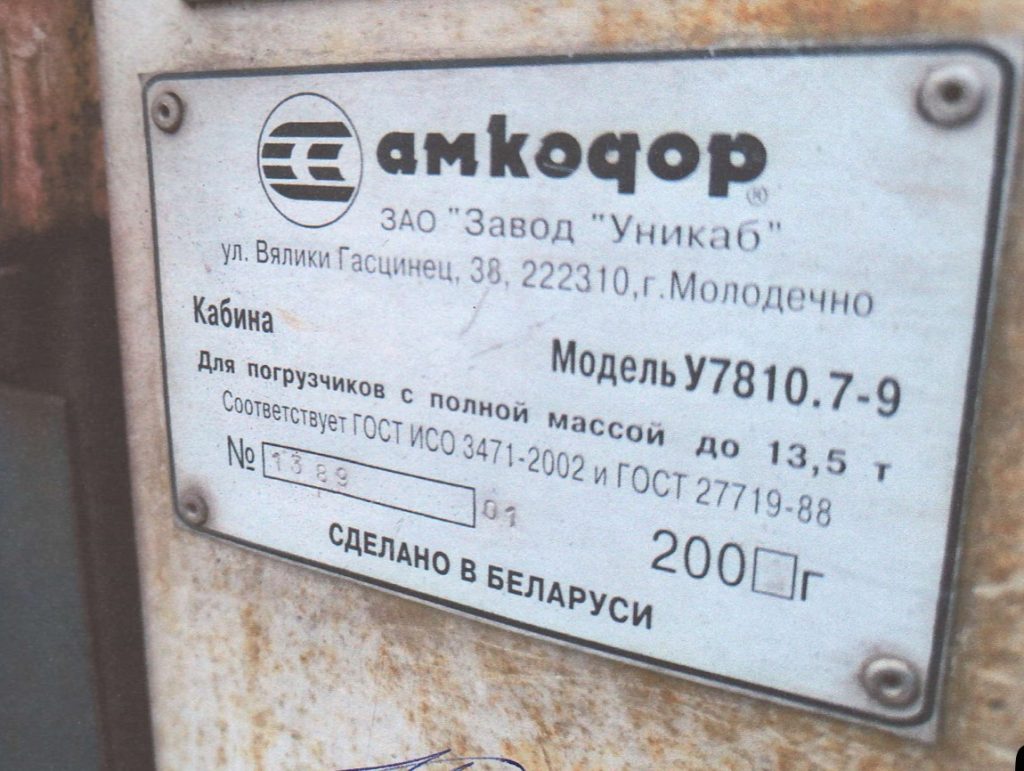 амкодор ®
ЗАО "Завод "Уникаб"
ул. Вялики Гасцинец, 38, 222310, г. Молодечно
Кабина
Модель У7810.7-9
Для погрузчиков с полной массой до 13,5 т
Соответствует ГОСТ ИСО 3471-2002 и ГОСТ 27719-88
№ 1389 01
200 г
СДЕЛАНО В БЕЛАРУСИ